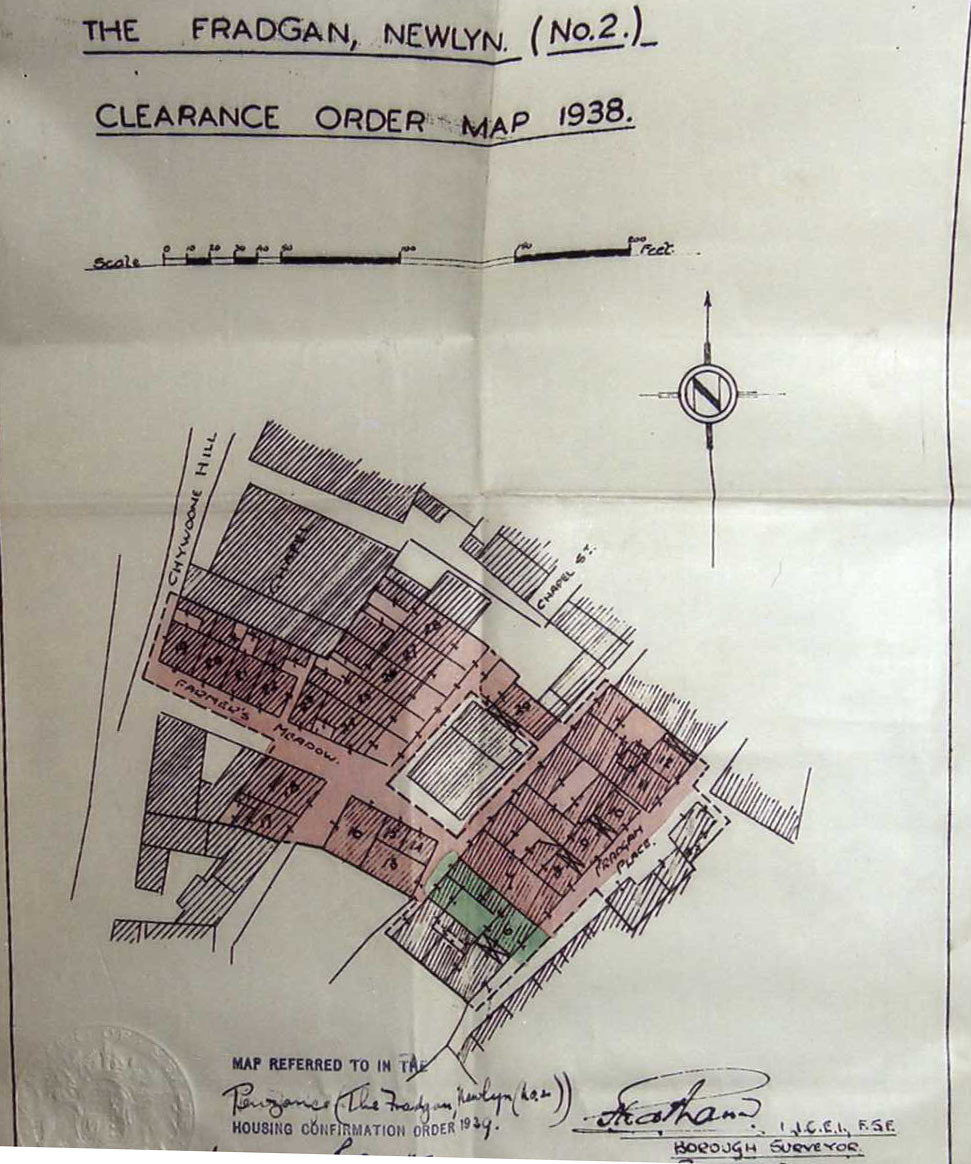 THE FRADGAN, NEWLYN. (No.2.)
CLEARANCE ORDER MAP 1938.
Scale 0 10 20 30 40 50 100 150 200 Feet.
N
CHYWOONE HILL
CHAPEL
CHAPEL ST.
FARMER'S MEADOW.
FRADGAN
PLACE.
MAP REFERRED TO IN THE
Penzance (The Fradgan, Newlyn (No.2))
HOUSING CONFIRMATION ORDER 1939.
BOROUGH SURVEYOR.